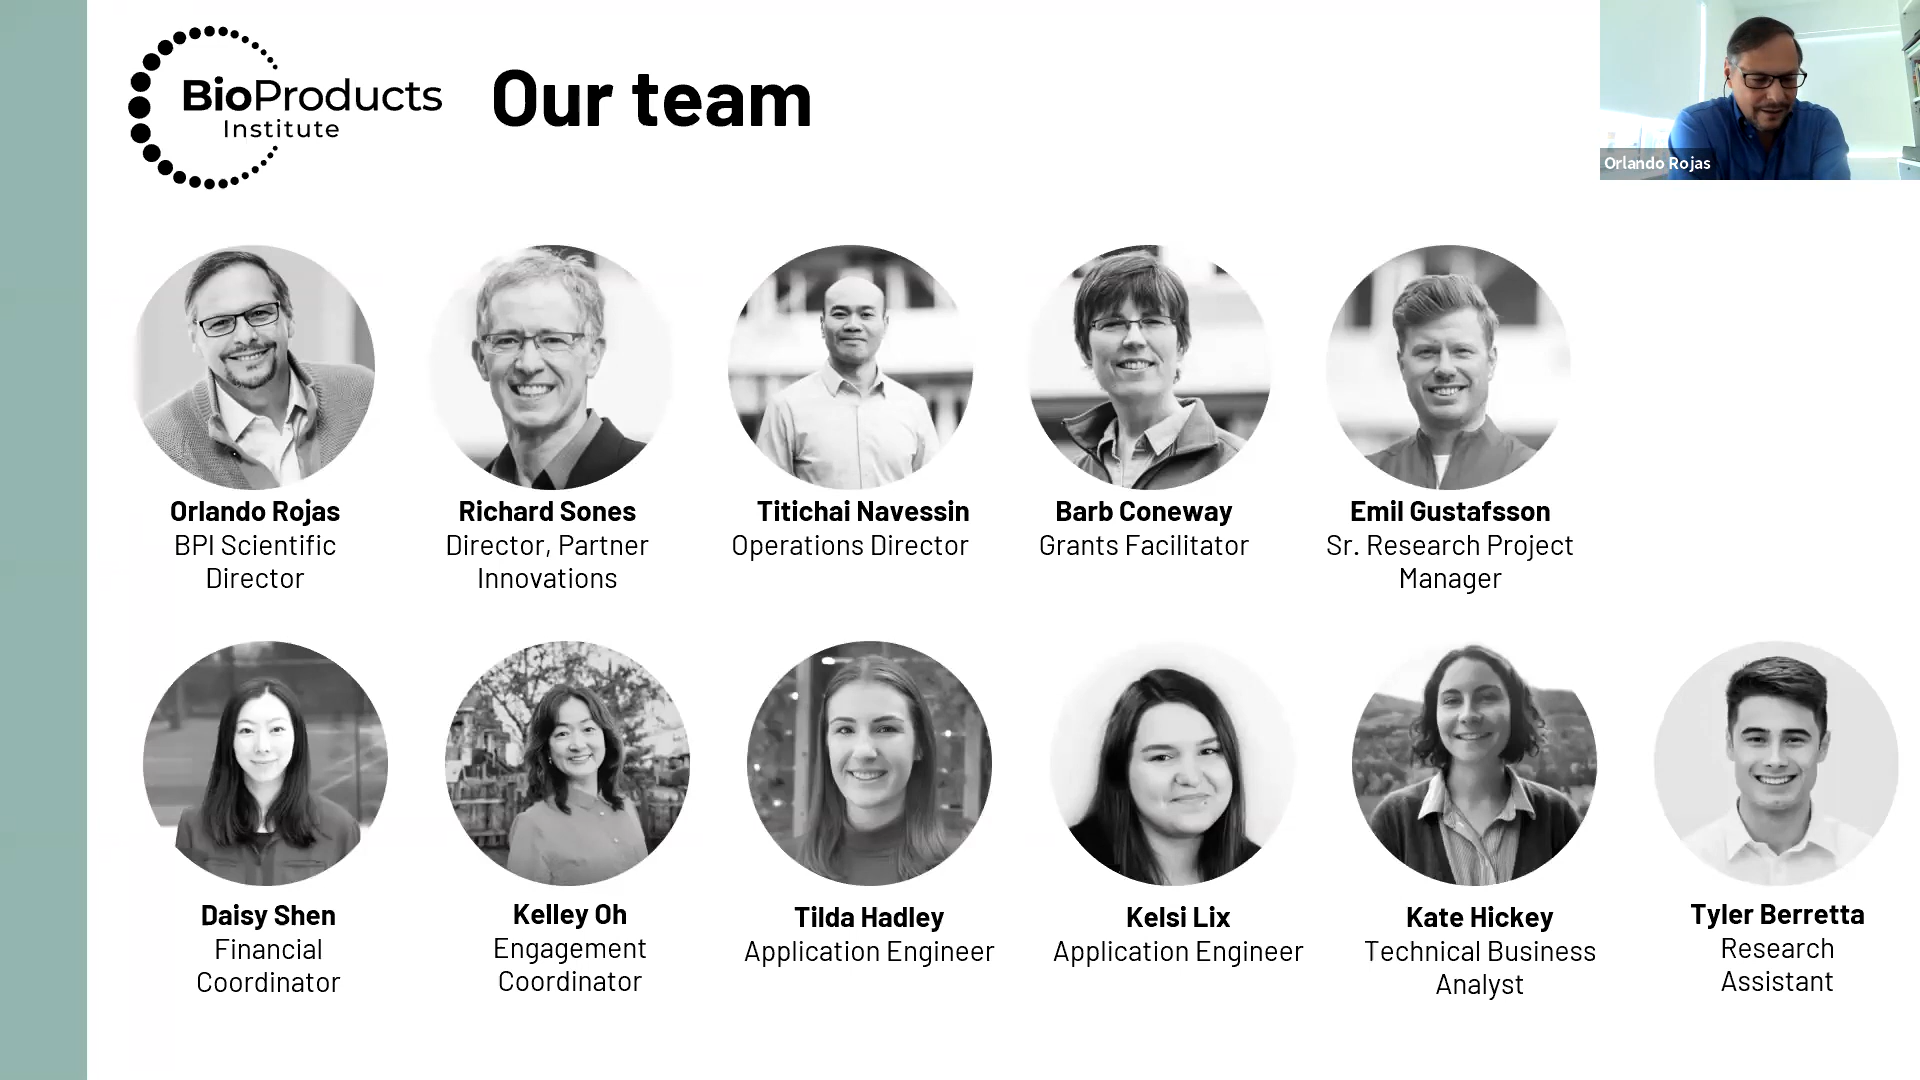 BioProducts
Institute
Our team
Orlando Rojas
Orlando Rojas
BPI Scientific
Director
Richard Sones
Director, Partner
Innovations
Titichai Navessin
Operations Director
Barb Coneway
Grants Facilitator
Emil Gustafsson
Sr. Research Project
Manager
Daisy Shen
Financial
Coordinator
Kelley Oh
Engagement
Coordinator
Tilda Hadley
Application Engineer
Kelsi Lix
Application Engineer
Kate Hickey
Technical Business
Analyst
Tyler Berretta
Research
Assistant